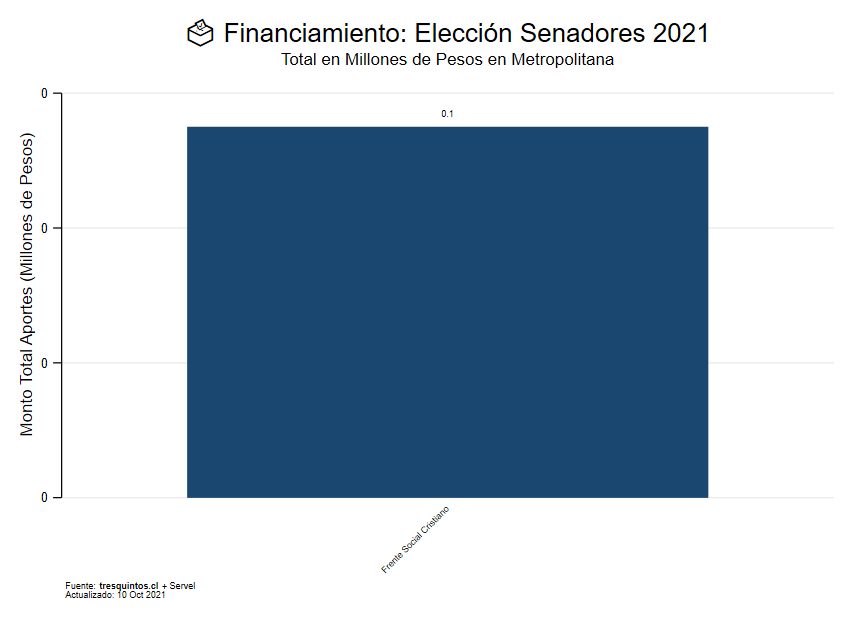 Financiamiento: Elección Senadores 2021
Total en Millones de Pesos en Metropolitana
Monto Total Aportes (Millones de Pesos)
0
0
0
0
0.1
Frente Social Cristiano
Fuente: tresquintos.cl + Servel
Actualizado: 10 Oct 2021